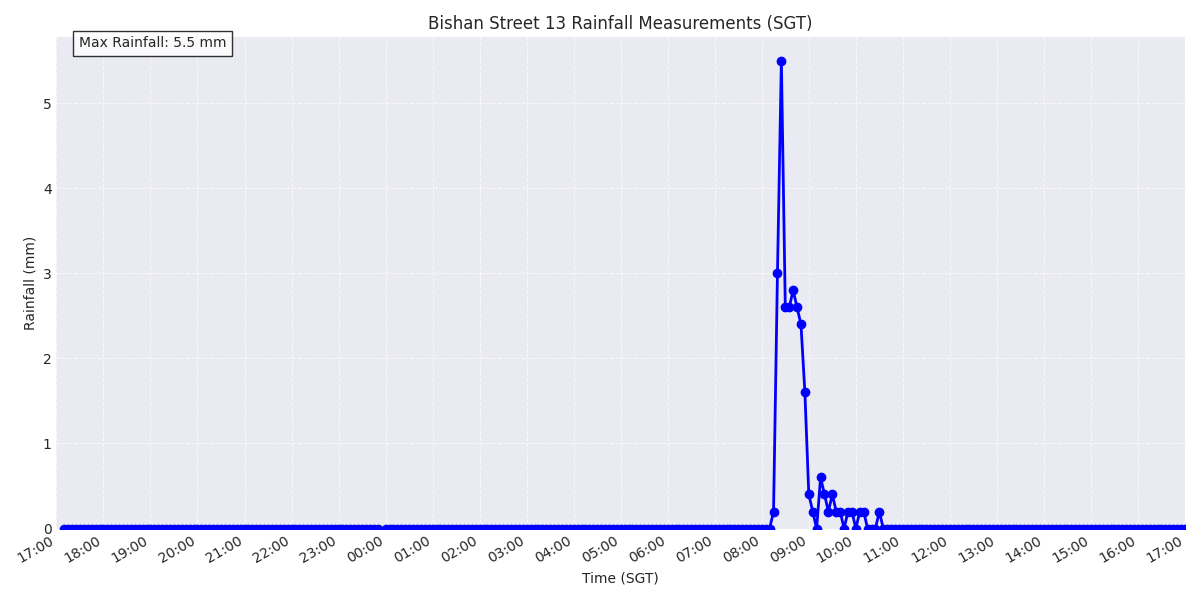 Bishan Street 13 Rainfall Measurements (SGT)
Max Rainfall: 5.5 mm
Rainfall (mm)
5
4
3
2
1
0
17:00 18:00 19:00 20:00 21:00 22:00 23:00 00:00 01:00 02:00 03:00 04:00 05:00 06:00 07:00 08:00 09:00 10:00 11:00 12:00 13:00 14:00 15:00 16:00 17:00
Time (SGT)